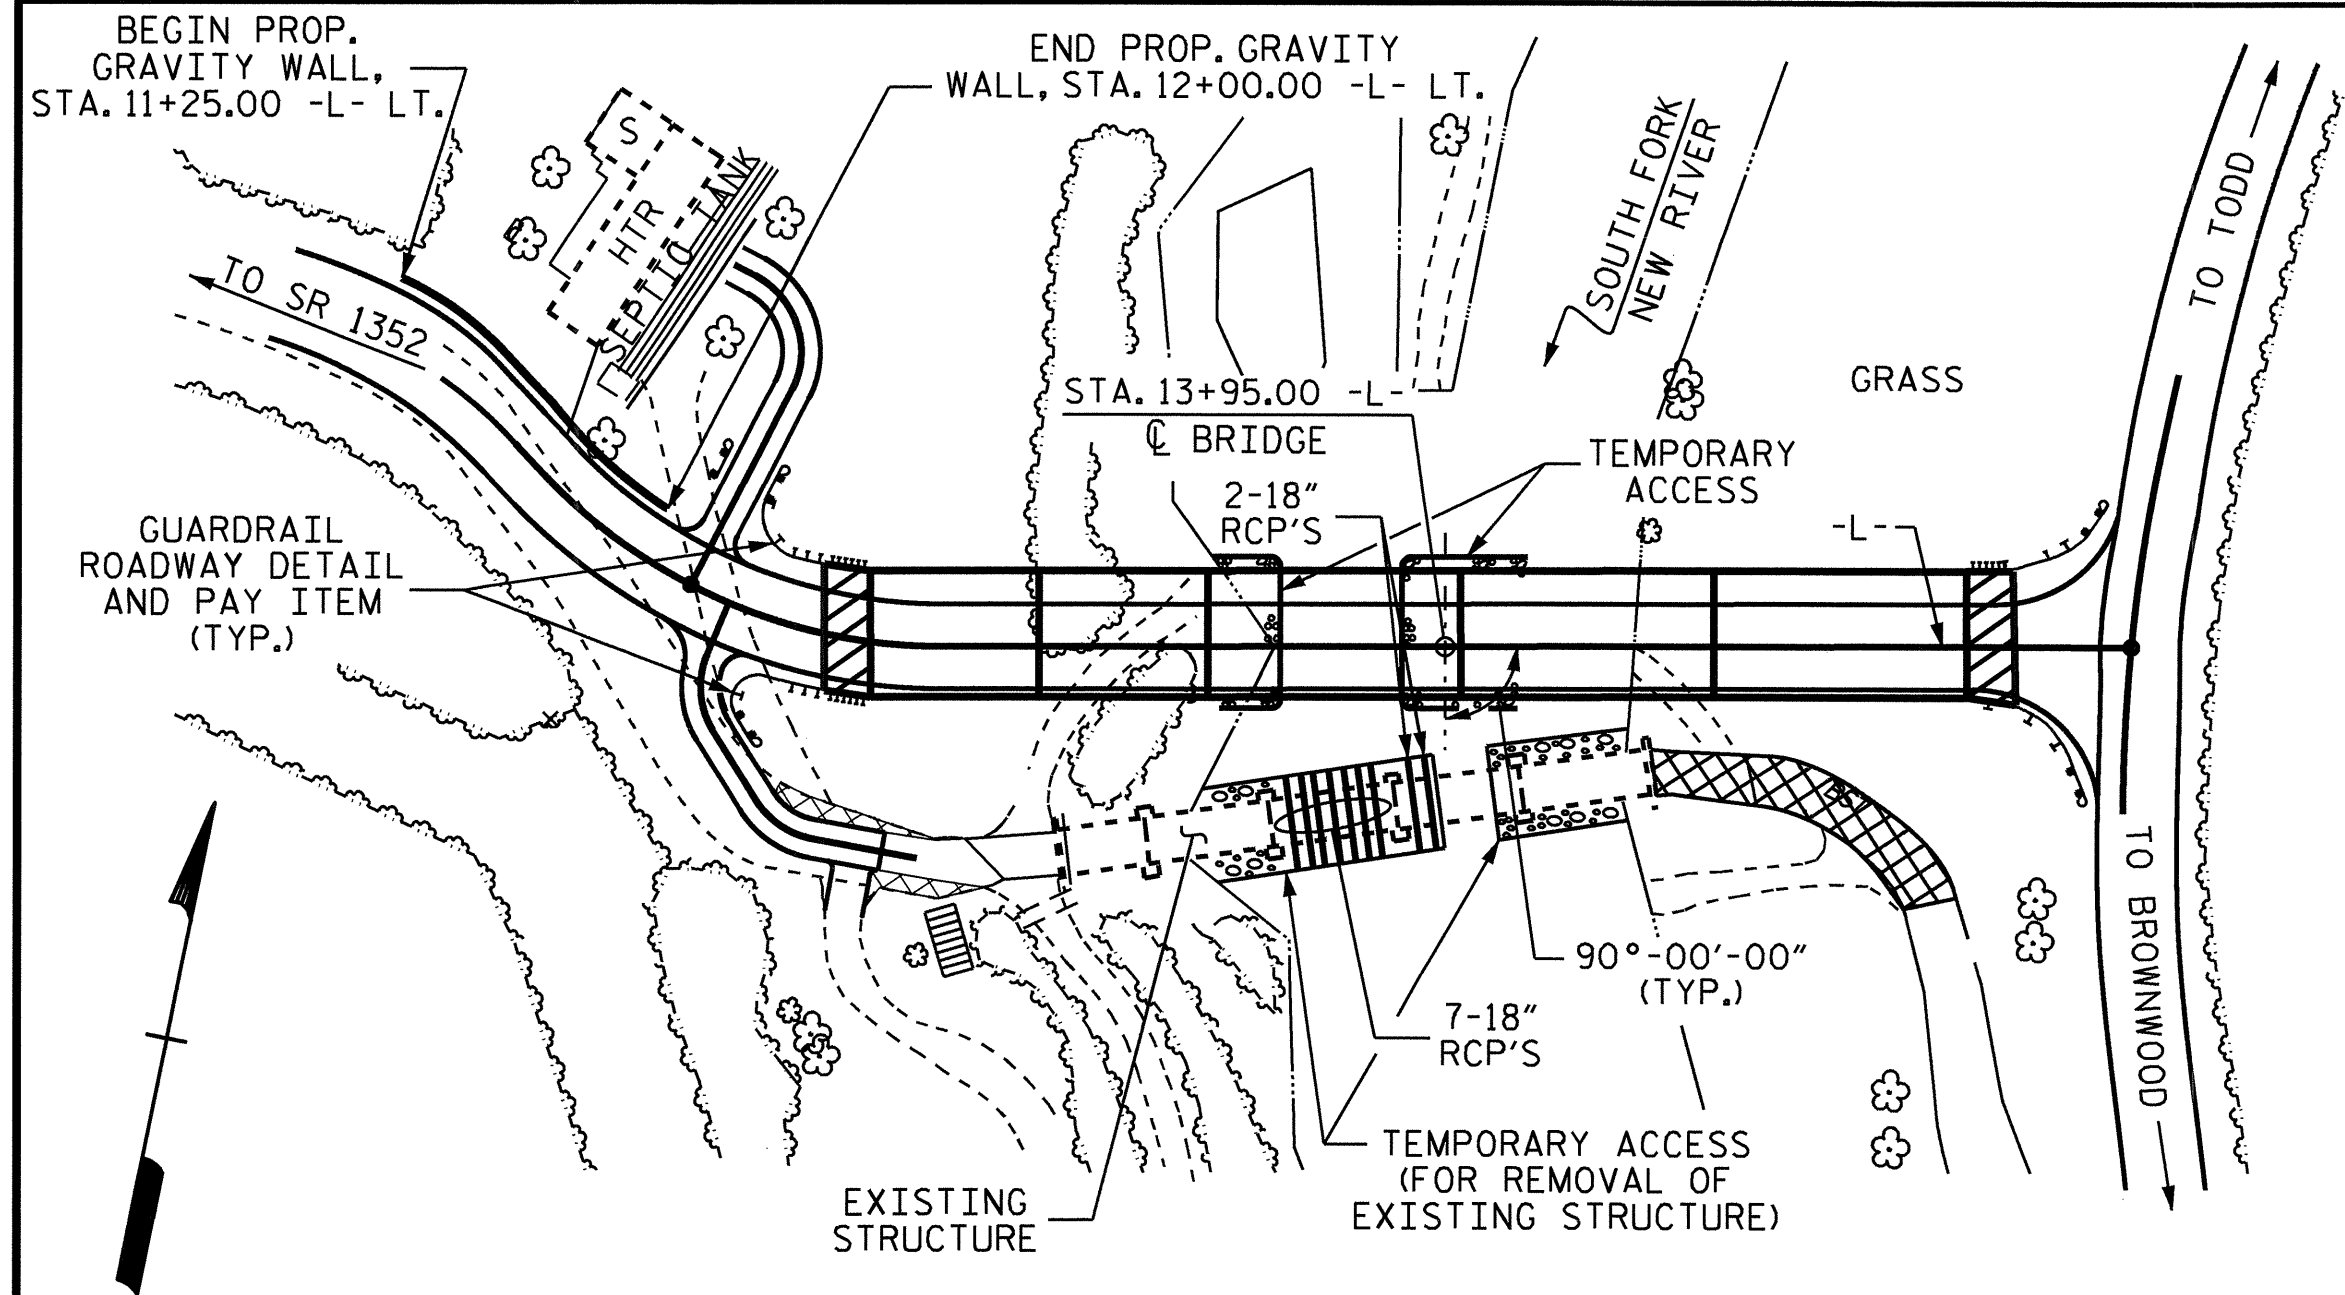 BEGIN PROP.
GRAVITY WALL,
STA. 11+25.00 -L- LT.
END PROP. GRAVITY
WALL, STA. 12+00.00 -L- LT.
S
HTR
SEPTIC TANK
SOUTH FORK
NEW RIVER
TO TODD
TO SR 1352
GRASS
STA. 13+95.00 -L-
℄ BRIDGE
TEMPORARY
ACCESS
2-18"
RCP'S
-L-
GUARDRAIL
ROADWAY DETAIL
AND PAY ITEM
(TYP.)
90°-00'-00"
(TYP.)
7-18"
RCP'S
TO BROWNWOOD
TEMPORARY ACCESS
(FOR REMOVAL OF
EXISTING STRUCTURE)
EXISTING
STRUCTURE